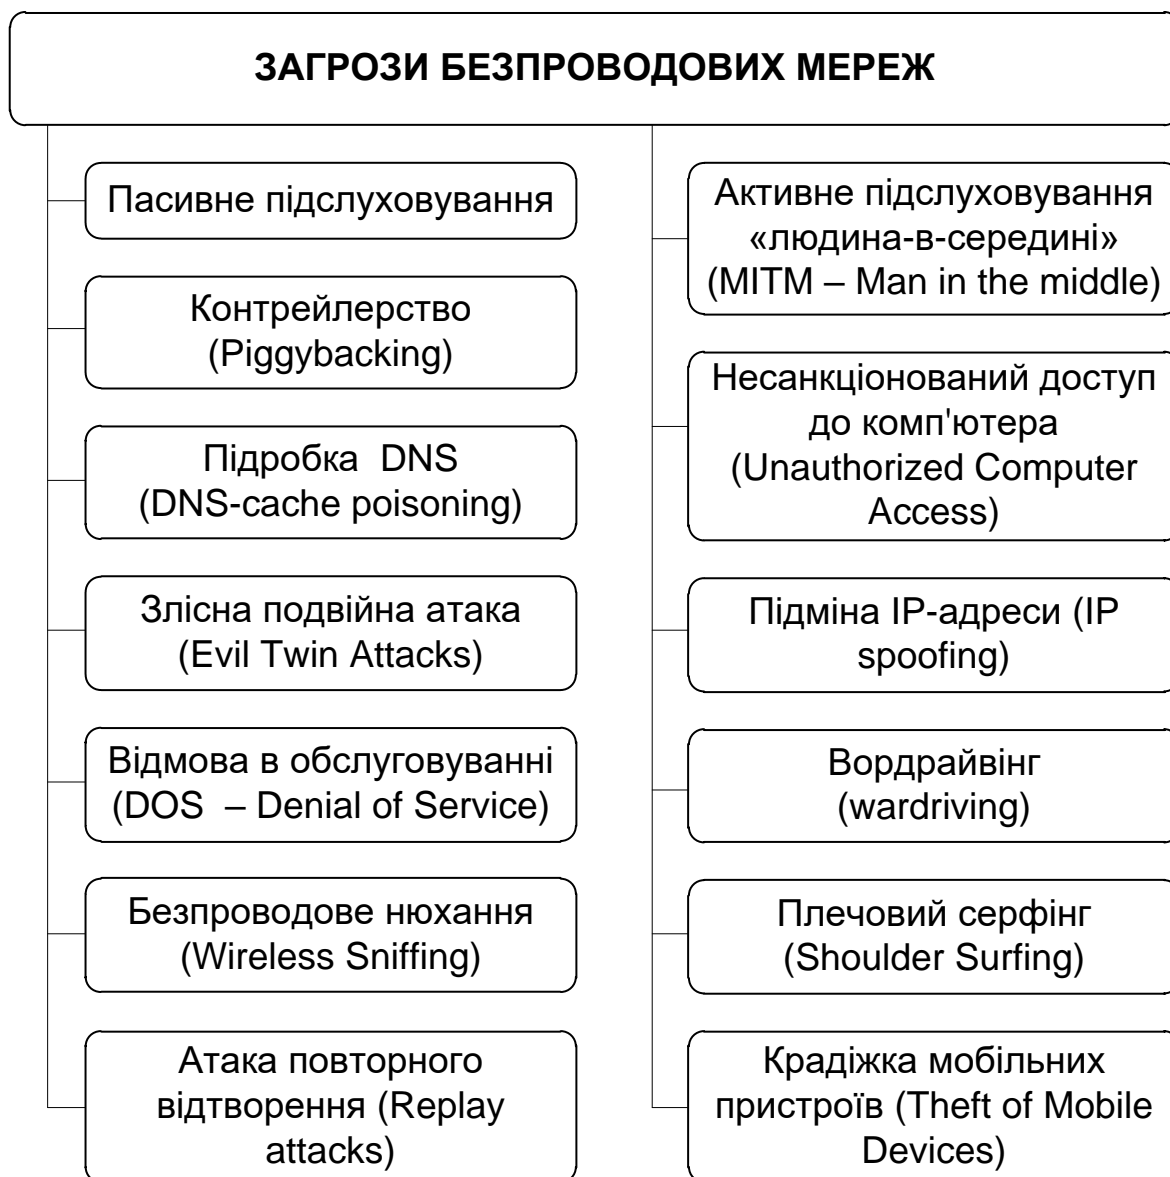 ЗАГРОЗИ БЕЗПРОВОДОВИХ МЕРЕЖ
Пасивне підслуховування
Контрейлерство
(Piggybacking)
Підробка  DNS
(DNS-cache poisoning)
Злісна подвійна атака
(Evil Twin Attacks)
Відмова в обслуговуванні
(DOS  – Denial of Service)
Безпроводове нюхання
(Wireless Sniffing)
Атака повторного
відтворення (Replay
attacks)
Активне підслуховування
«людина-в-середині»
(MITM – Man in the middle)
Несанкціонований доступ
до комп'ютера
(Unauthorized Computer
Access)
Підміна IP-адреси (IP
spoofing)
Вордрайвінг
(wardriving)
Плечовий серфінг
(Shoulder Surfing)
Крадіжка мобільних
пристроїв (Theft of Mobile
Devices)